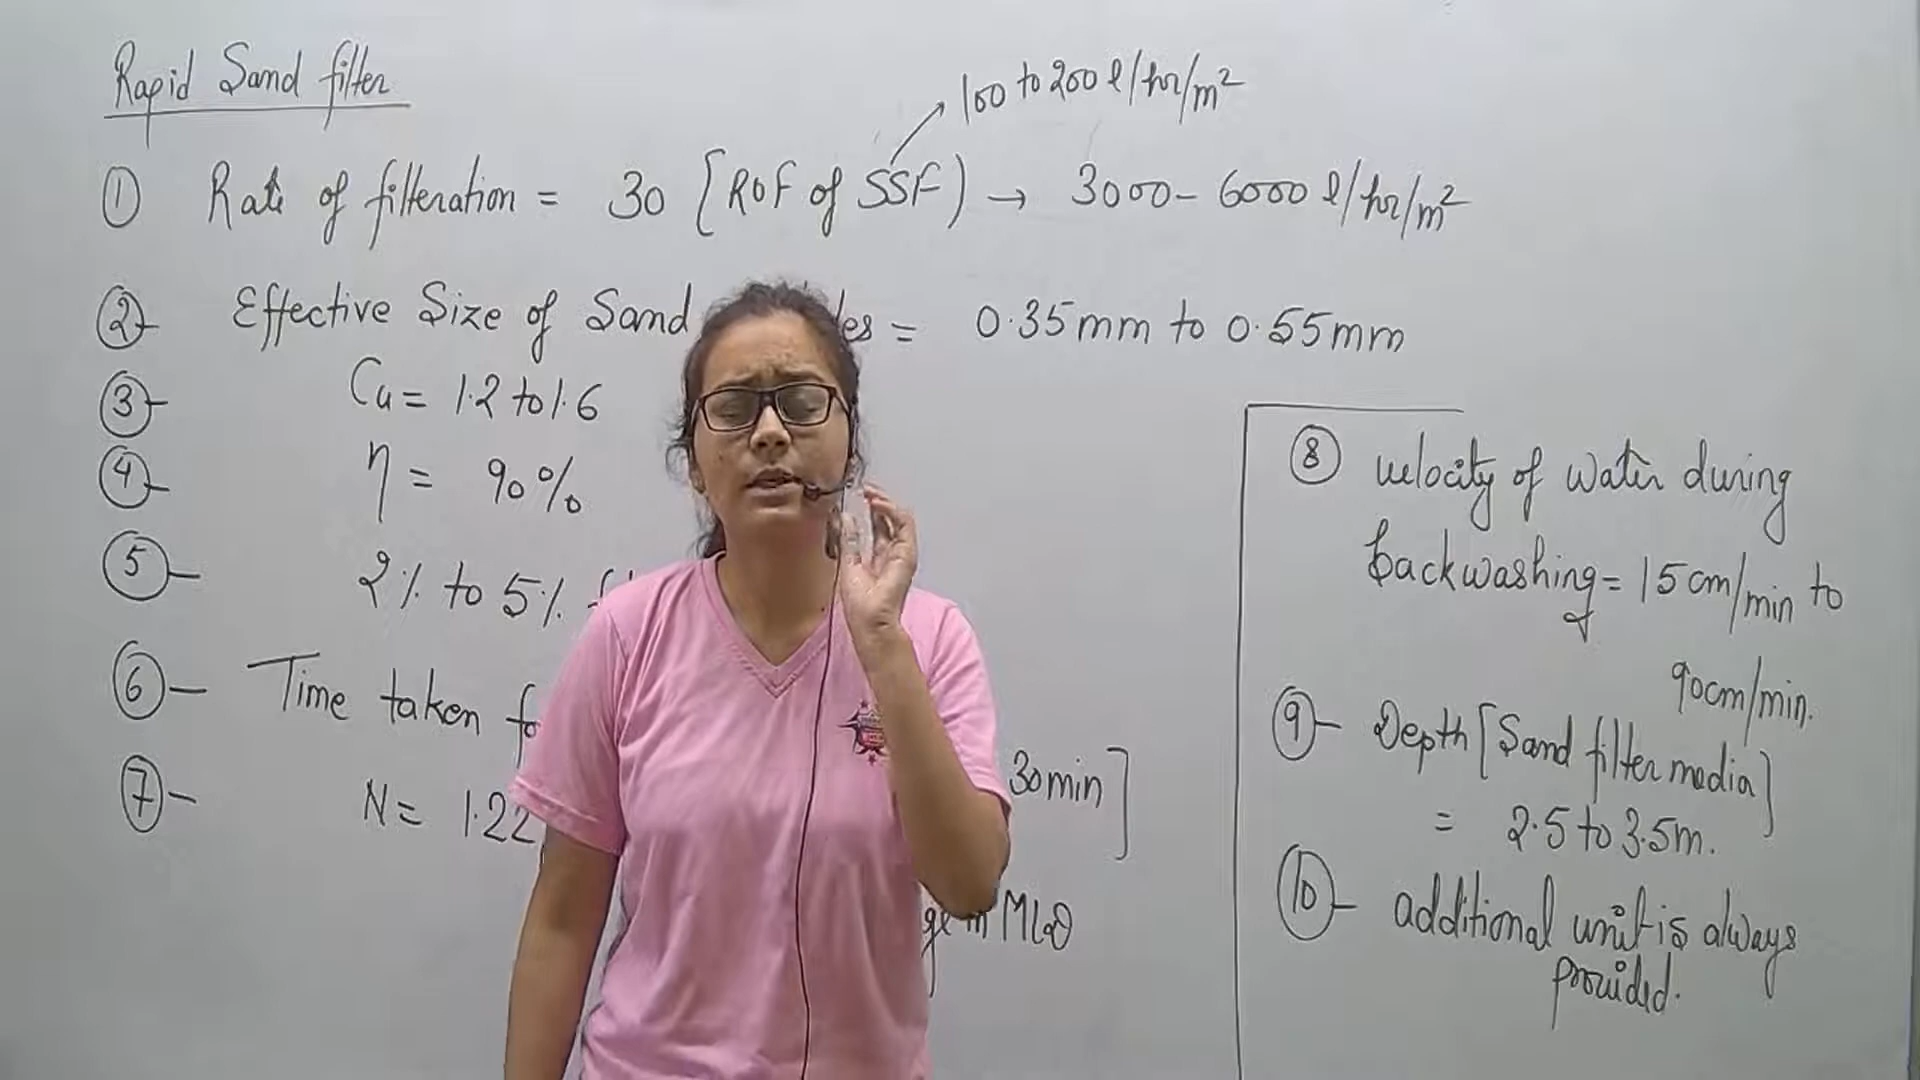 Rapid Sand filter
100 to 200 l/hr/m²
① Rate of filteration = 30 [ROF of SSF) → 3000 - 6000 l/hr/m²
②- Effective Size of Sand = 0.35mm to 0.55mm
③- Cu = 1.2 to 1.6
④- η = 90%
⑤- 2% to 5%
⑥- Time taken
30min]
⑦- N = 1.22
in MLD
⑧ velocity of water during
backwashing = 15cm/min to
90cm/min.
⑨- Depth [Sand filter media]
= 2.5 to 3.5m.
⑩- additional unit is always
provided.